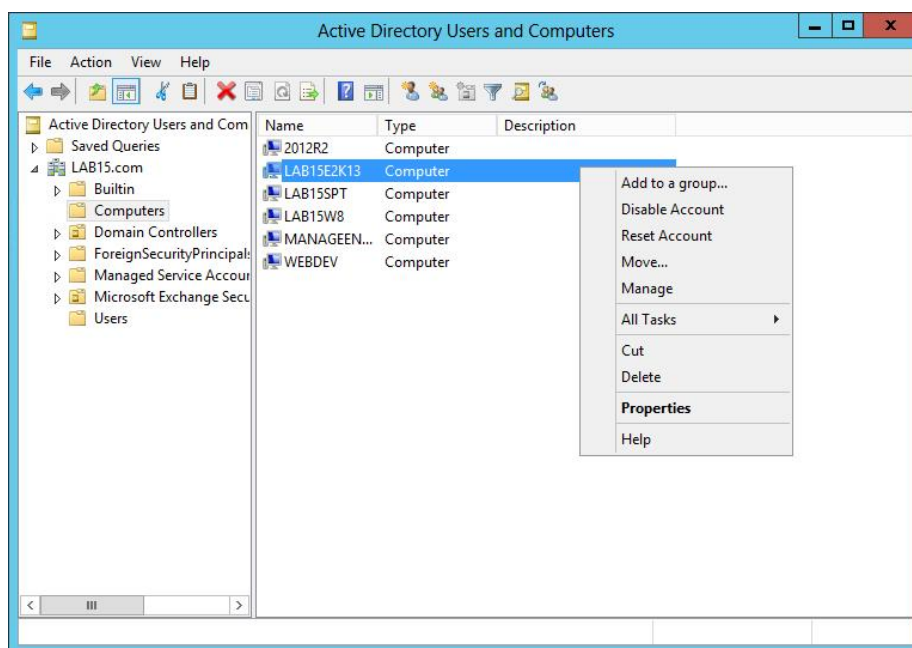 Active Directory Users and Computers
File Action View Help
Active Directory Users and Com
Saved Queries
LAB15.com
Builtin
Computers
Domain Controllers
ForeignSecurityPrincipals
Managed Service Accour
Microsoft Exchange Secu
Users
Name Type Description
2012R2 Computer
LAB15E2K13 Computer
LAB15SPT Computer
LAB15W8 Computer
MANAGEEN... Computer
WEBDEV Computer
Add to a group...
Disable Account
Reset Account
Move...
Manage
All Tasks
Cut
Delete
Properties
Help